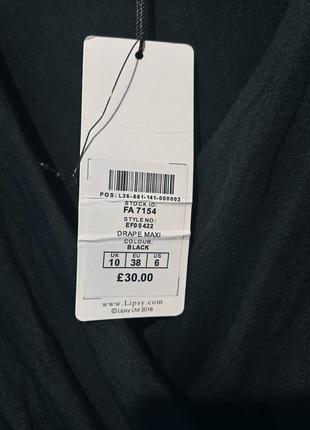 POS: L36-661-141-000003
STOCK ID:
FA 7154
STYLE NO:
EF00422
DRAPE MAXI
COLOUR:
BLACK
UK EU US
10 38 6
£30.00
www.Lipsy.com
© Lipsy Ltd 2016